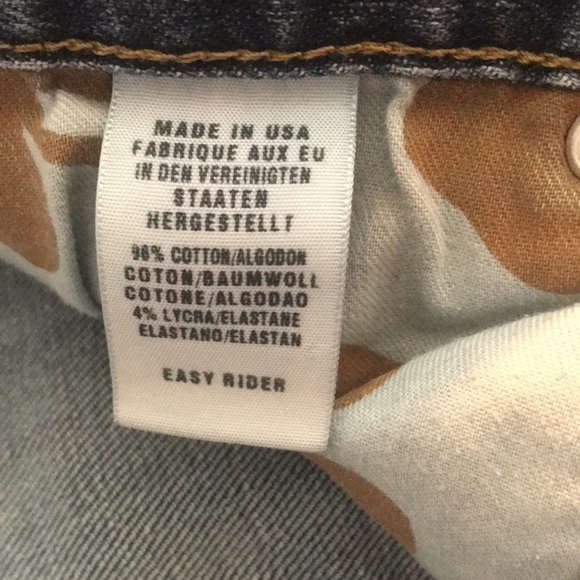 MADE IN USA
FABRIQUE AUX EU
IN DEN VEREINIGTEN
STAATEN
HERGESTELLT
96% COTTON/ALGODON
COTON/BAUMWOLL
COTONE/ALGODAO
4% LYCRA/ELASTANE
ELASTANO/ELASTAN
EASY RIDER